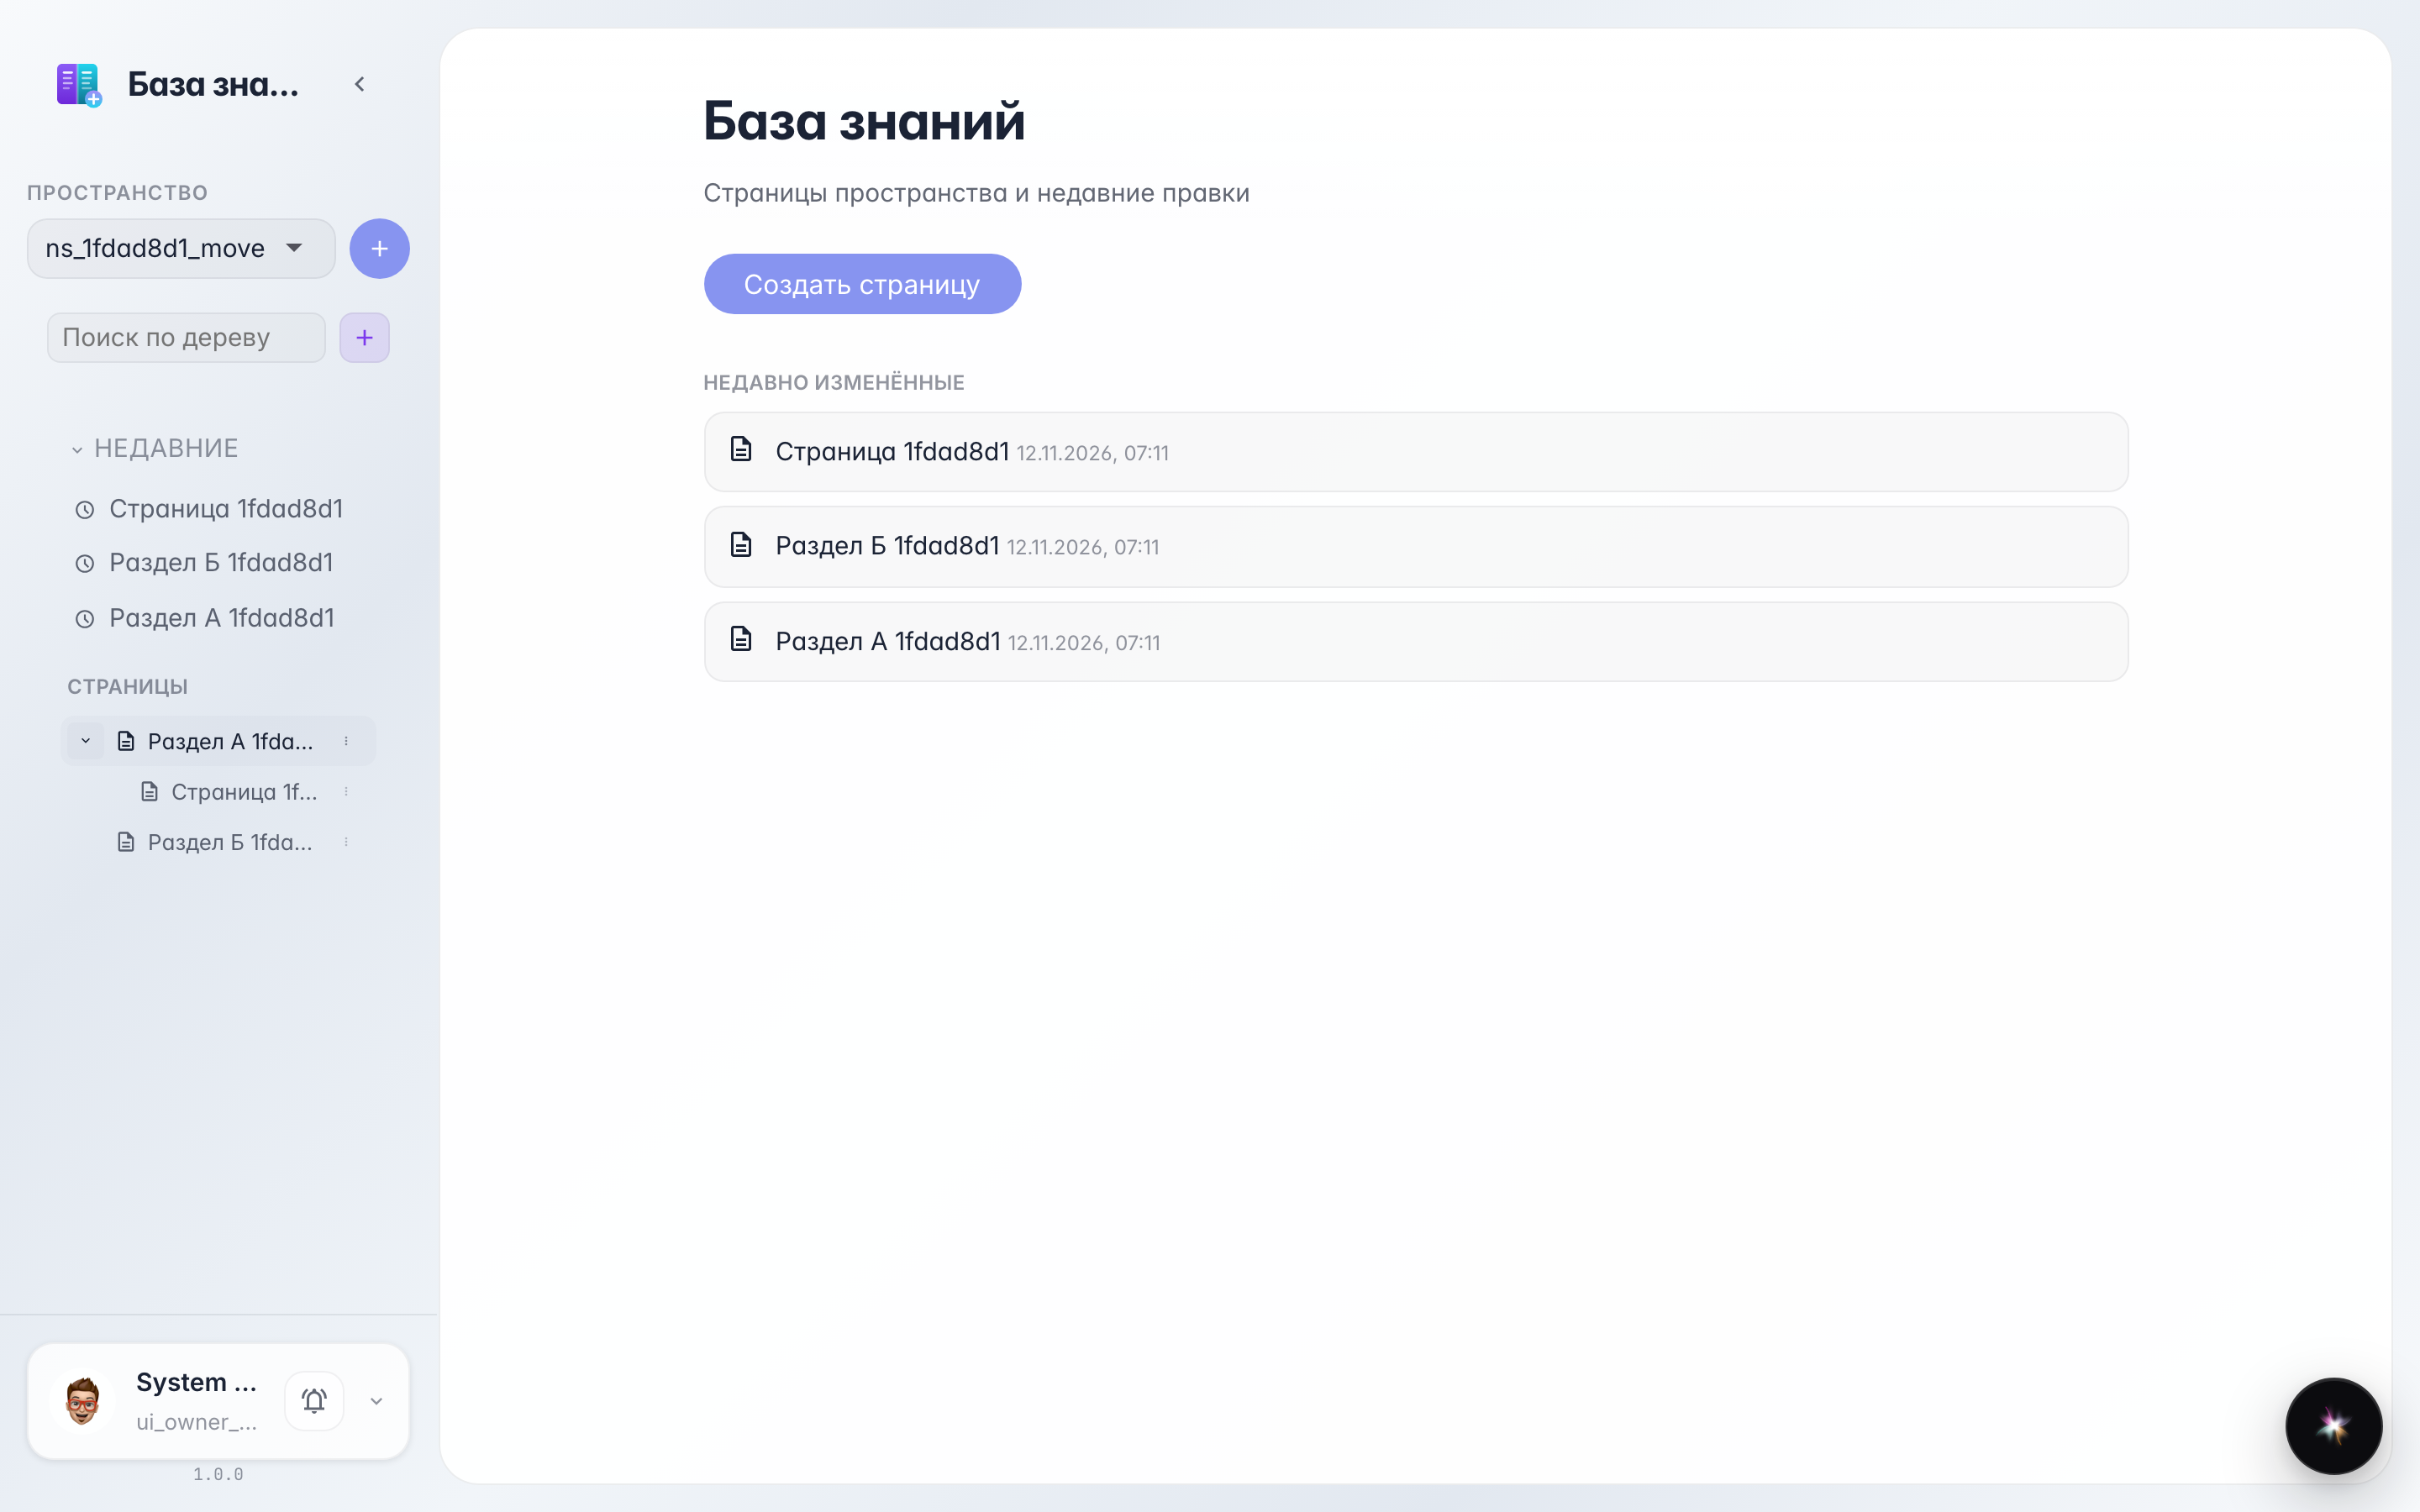 База зна...
ПРОСТРАНСТВО
ns_1fdad8d1_move
Поиск по дереву
НЕДАВНИЕ
Страница 1fdad8d1
Раздел Б 1fdad8d1
Раздел А 1fdad8d1
СТРАНИЦЫ
Раздел А 1fda...
Страница 1f...
Раздел Б 1fda...
System ...
ui_owner_...
1.0.0
База знаний
Страницы пространства и недавние правки
Создать страницу
НЕДАВНО ИЗМЕНЁННЫЕ
Страница 1fdad8d1 12.11.2026, 07:11
Раздел Б 1fdad8d1 12.11.2026, 07:11
Раздел А 1fdad8d1 12.11.2026, 07:11